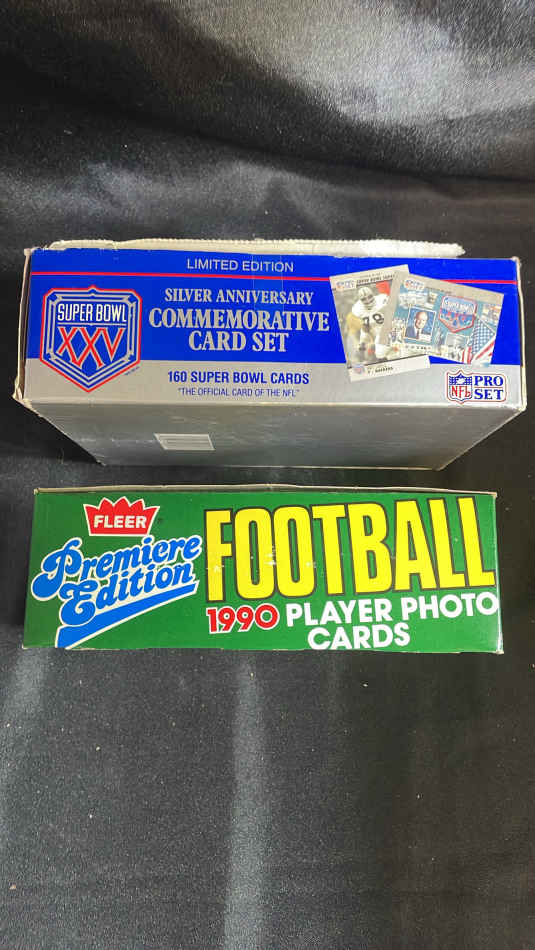 LIMITED EDITION
SUPER BOWL
XXV
SILVER ANNIVERSARY
COMMEMORATIVE
CARD SET
160 SUPER BOWL CARDS
"THE OFFICIAL CARD OF THE NFL"
78
NFL
PRO
SET
FLEER
Premiere
Edition
FOOTBALL
1990 PLAYER PHOTO
CARDS